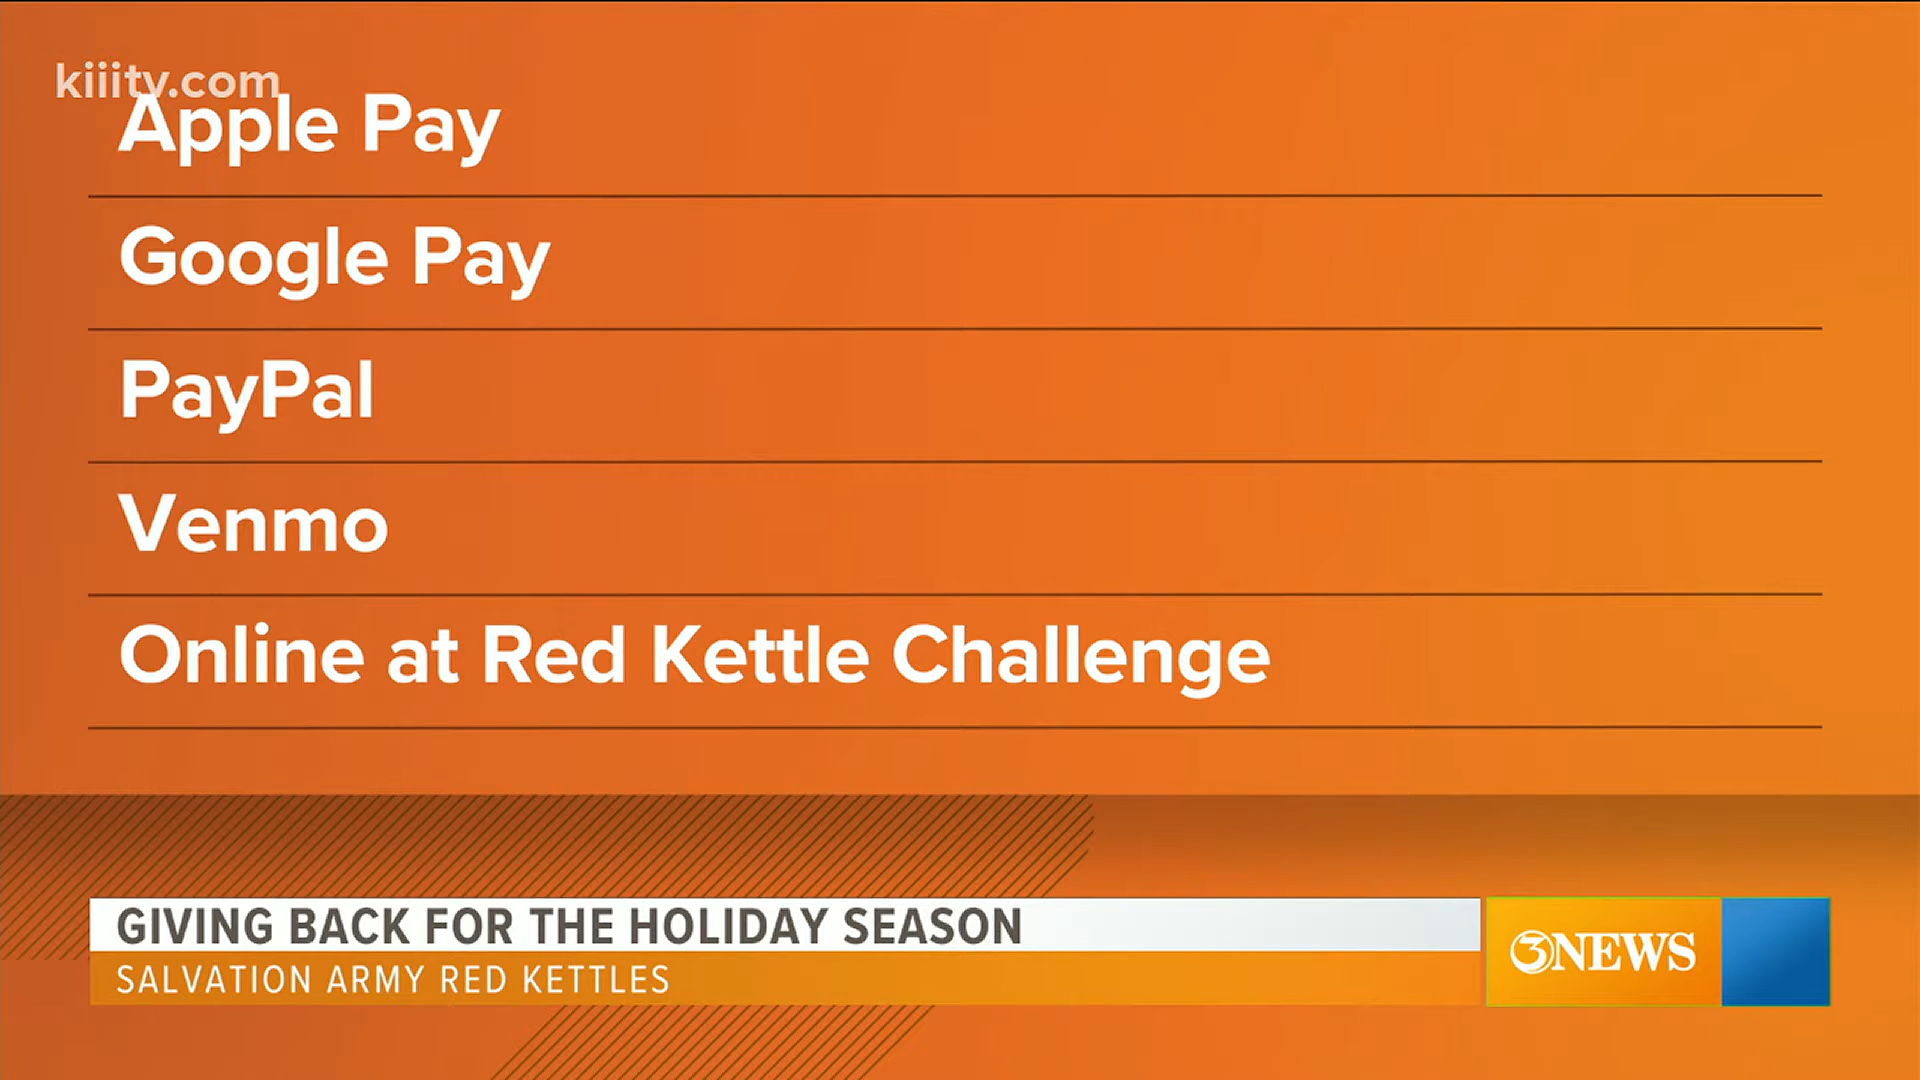 kiiitv.com
Apple Pay
Google Pay
PayPal
Venmo
Online at Red Kettle Challenge
GIVING BACK FOR THE HOLIDAY SEASON
SALVATION ARMY RED KETTLES
3NEWS